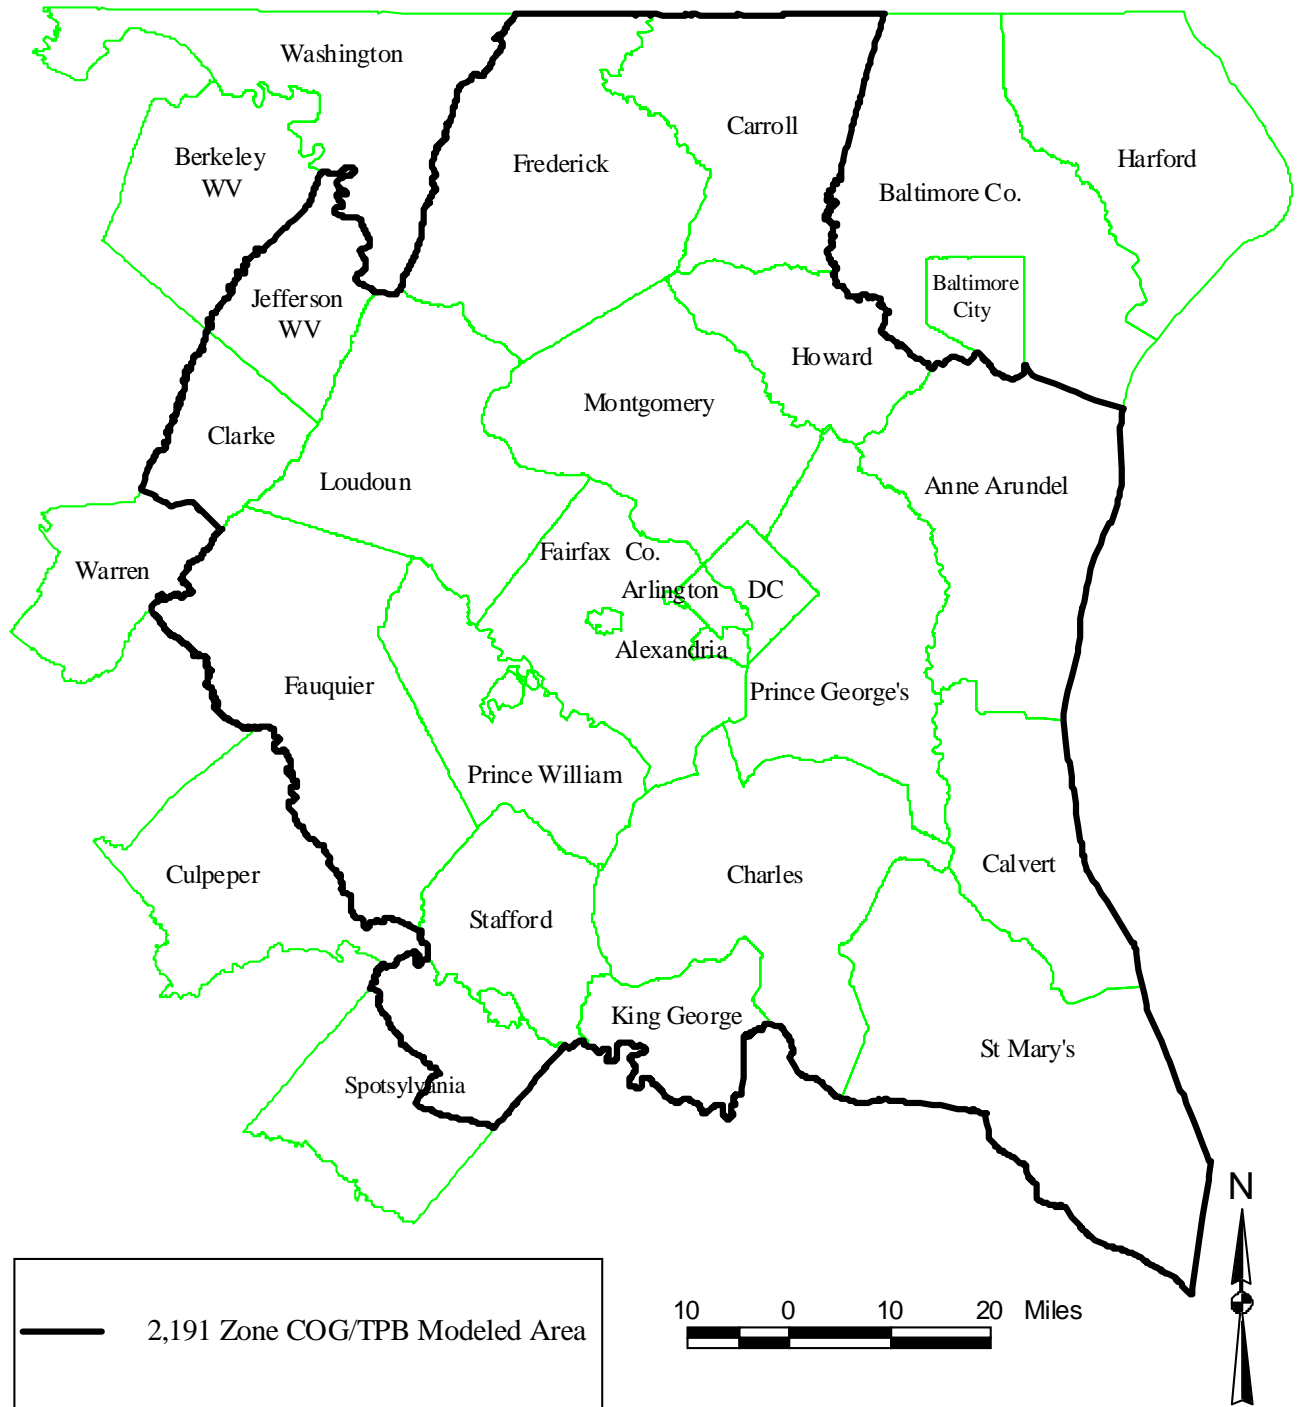 Washington
Carroll
Berkeley
WV
Frederick
Harford
Baltimore Co.
Baltimore
City
Jefferson
WV
Howard
Montgomery
Clarke
Loudoun
Anne Arundel
Fairfax Co.
Warren
Arlington
DC
Alexandria
Fauquier
Prince George's
Prince William
Culpeper
Charles
Calvert
Stafford
King George
St Mary's
Spotsylvania
N
10 0 10 20 Miles
2,191 Zone COG/TPB Modeled Area